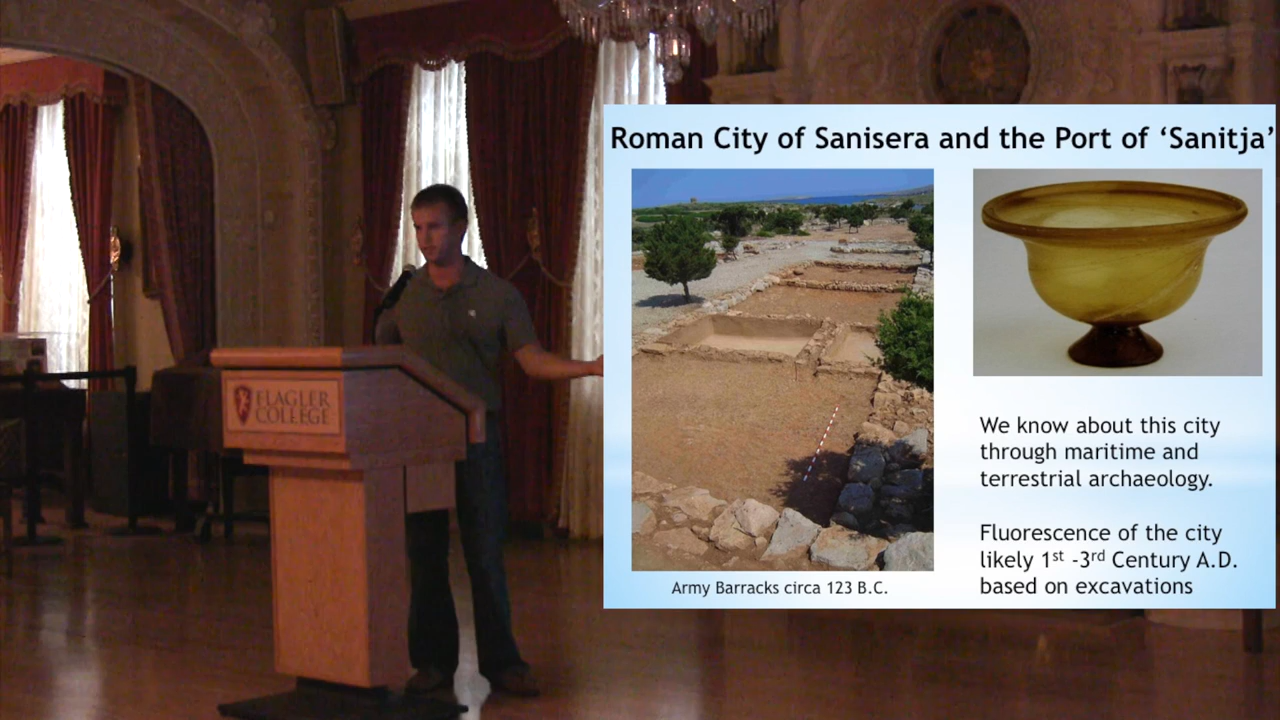 FLAGLER
COLLEGE
Roman City of Sanisera and the Port of ‘Sanitja’
Army Barracks circa 123 B.C.
We know about this city
through maritime and
terrestrial archaeology.
Fluorescence of the city
likely 1st -3rd Century A.D.
based on excavations